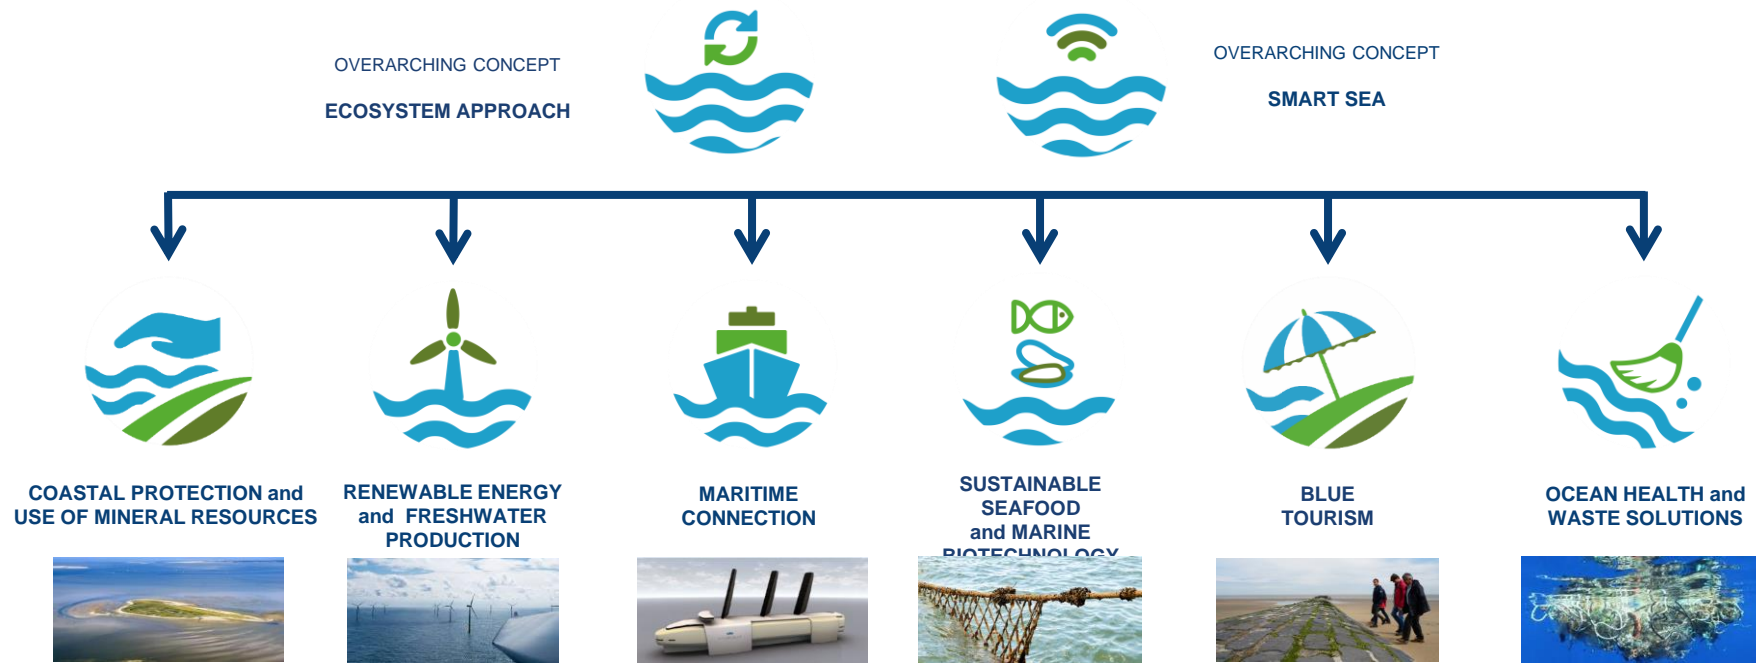 OVERARCHING CONCEPT
ECOSYSTEM APPROACH
OVERARCHING CONCEPT
SMART SEA
COASTAL PROTECTION and
USE OF MINERAL RESOURCES
RENEWABLE ENERGY
and FRESHWATER
PRODUCTION
MARITIME
CONNECTION
SUSTAINABLE
SEAFOOD
and MARINE
BIOTECHNOLOGY
BLUE
TOURISM
OCEAN HEALTH and
WASTE SOLUTIONS